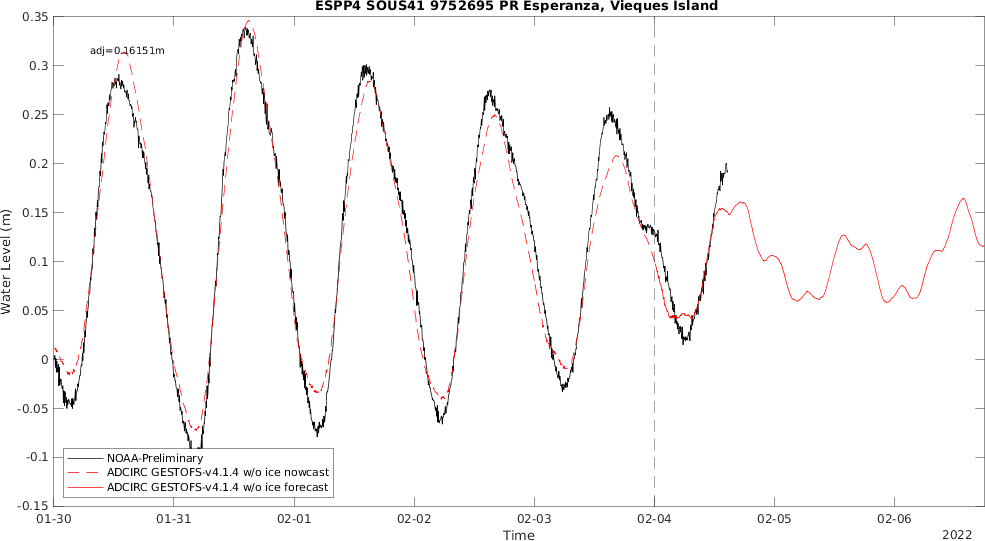 ESPP4 SOUS41 9752695 PR Esperanza, Vieques Island
adj=0.16151m
0.35
0.3
0.25
0.2
0.15
0.1
0.05
0
-0.05
-0.1
-0.15
Water Level (m)
NOAA-Preliminary
ADCIRC GESTOFS-v4.1.4 w/o ice nowcast
ADCIRC GESTOFS-v4.1.4 w/o ice forecast
01-30 01-31 02-01 02-02 02-03 02-04 02-05 02-06
Time
2022